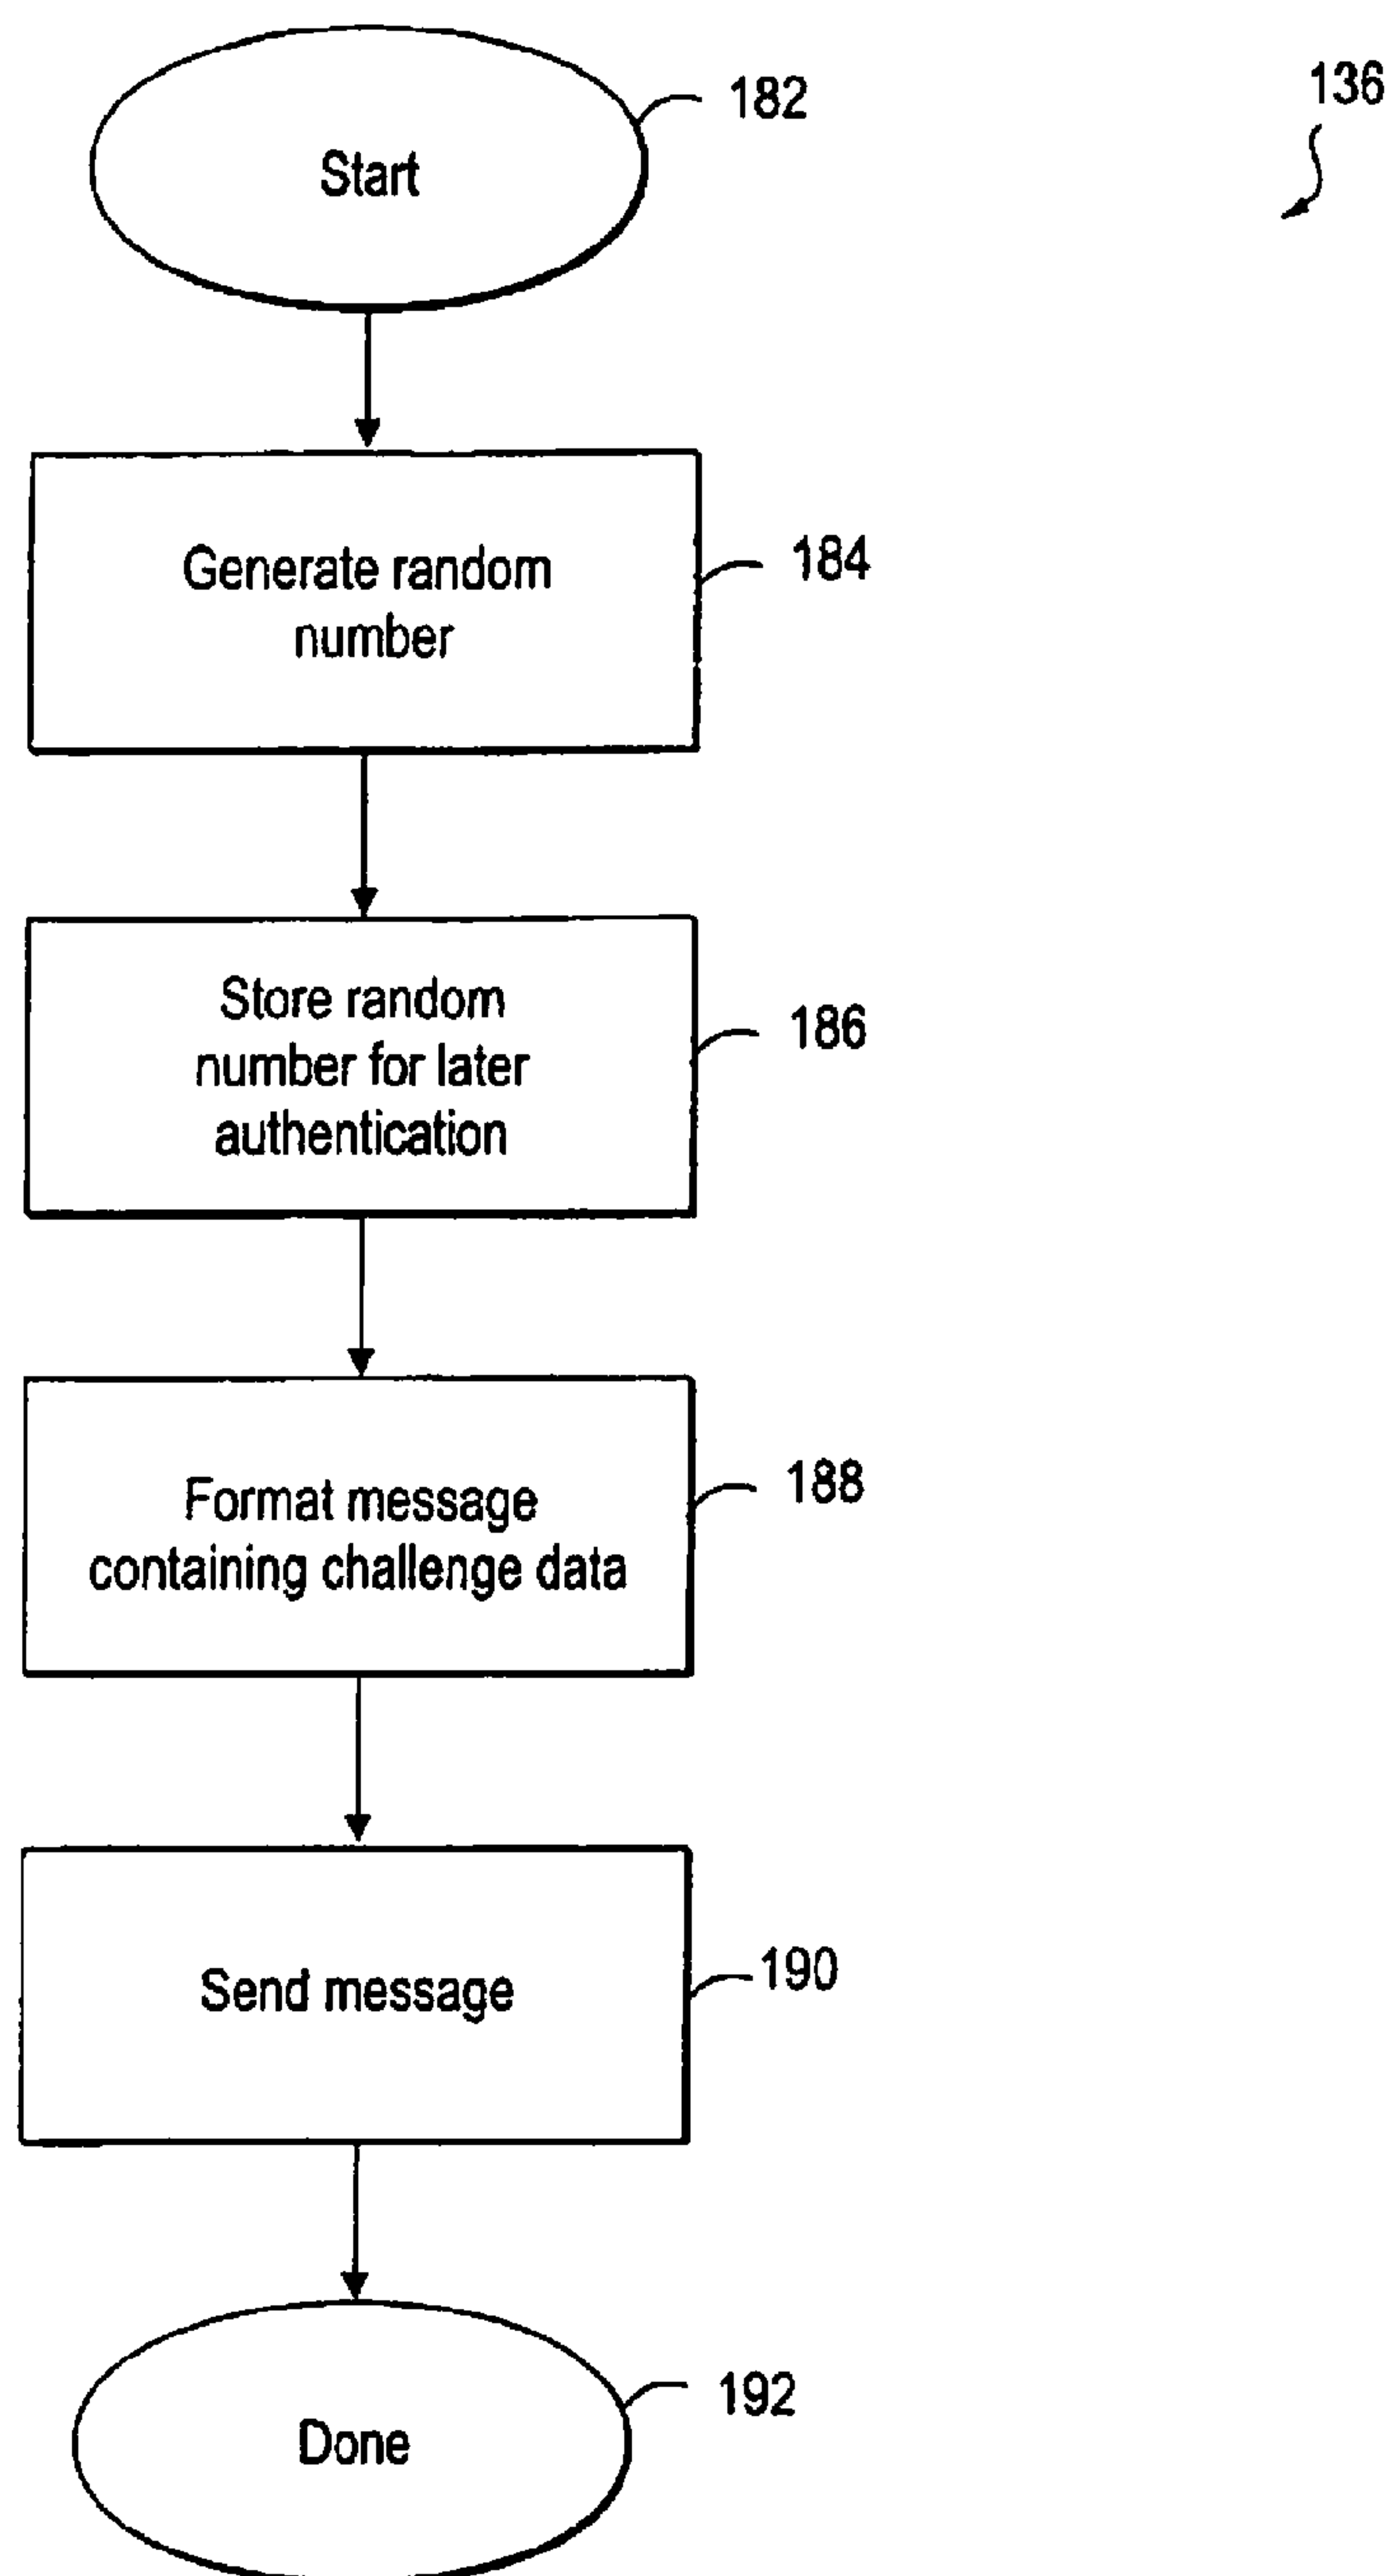 182
136
Start
Generate random
number
184
Store random
number for later
authentication
186
Format message
containing challenge data
188
Send message
190
Done
192